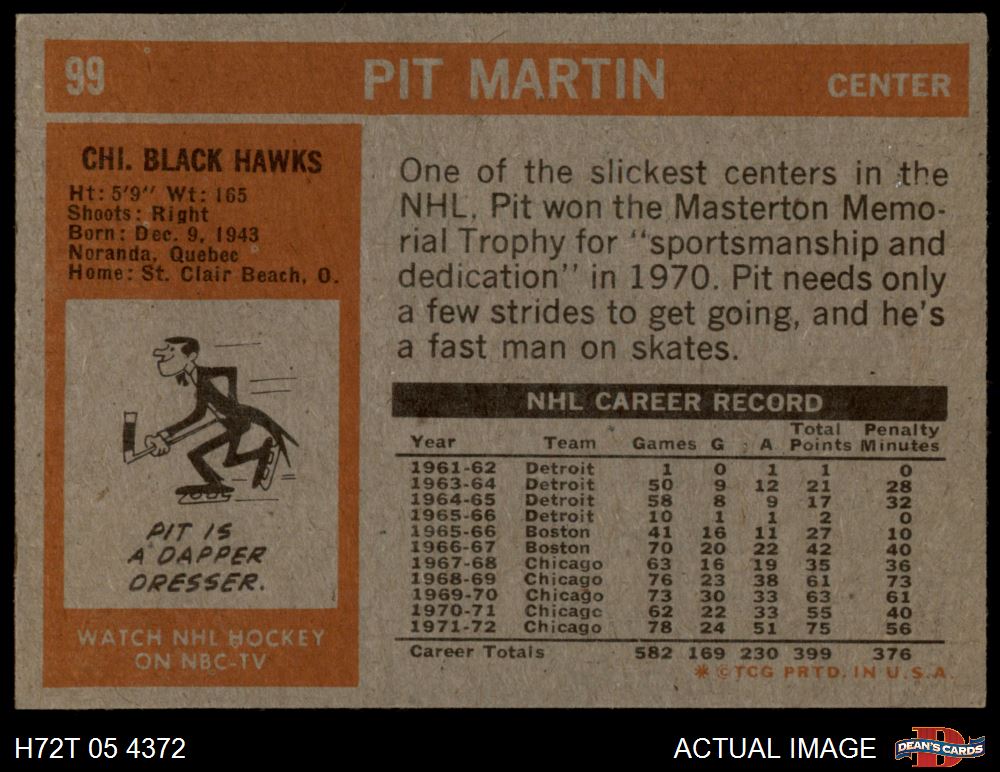 99 PIT MARTIN CENTER
CHI. BLACK HAWKS
Ht: 5'9" Wt: 165
Shoots: Right
Born: Dec. 9, 1943
Noranda, Quebec
Home: St. Clair Beach, O.
PIT IS
A DAPPER
DRESSER.
WATCH NHL HOCKEY
ON NBC-TV
One of the slickest centers in the
NHL, Pit won the Masterton Memo-
rial Trophy for "sportsmanship and
dedication" in 1970. Pit needs only
a few strides to get going, and he's
a fast man on skates.
NHL CAREER RECORD
Total Penalty
Year Team Games G A Points Minutes
1961-62 Detroit 1 0 1 1 0
1963-64 Detroit 50 9 12 21 28
1964-65 Detroit 58 8 9 17 32
1965-66 Detroit 10 1 1 2 0
1965-66 Boston 41 16 11 27 10
1966-67 Boston 70 20 22 42 40
1967-68 Chicago 63 16 19 35 36
1968-69 Chicago 76 23 38 61 73
1969-70 Chicago 73 30 33 63 61
1970-71 Chicago 62 22 33 55 40
1971-72 Chicago 78 24 51 75 56
Career Totals 582 169 230 399 376
* © TCG PRTD. IN U.S.A.
H72T 05 4372 ACTUAL IMAGE DEAN'S CARDS